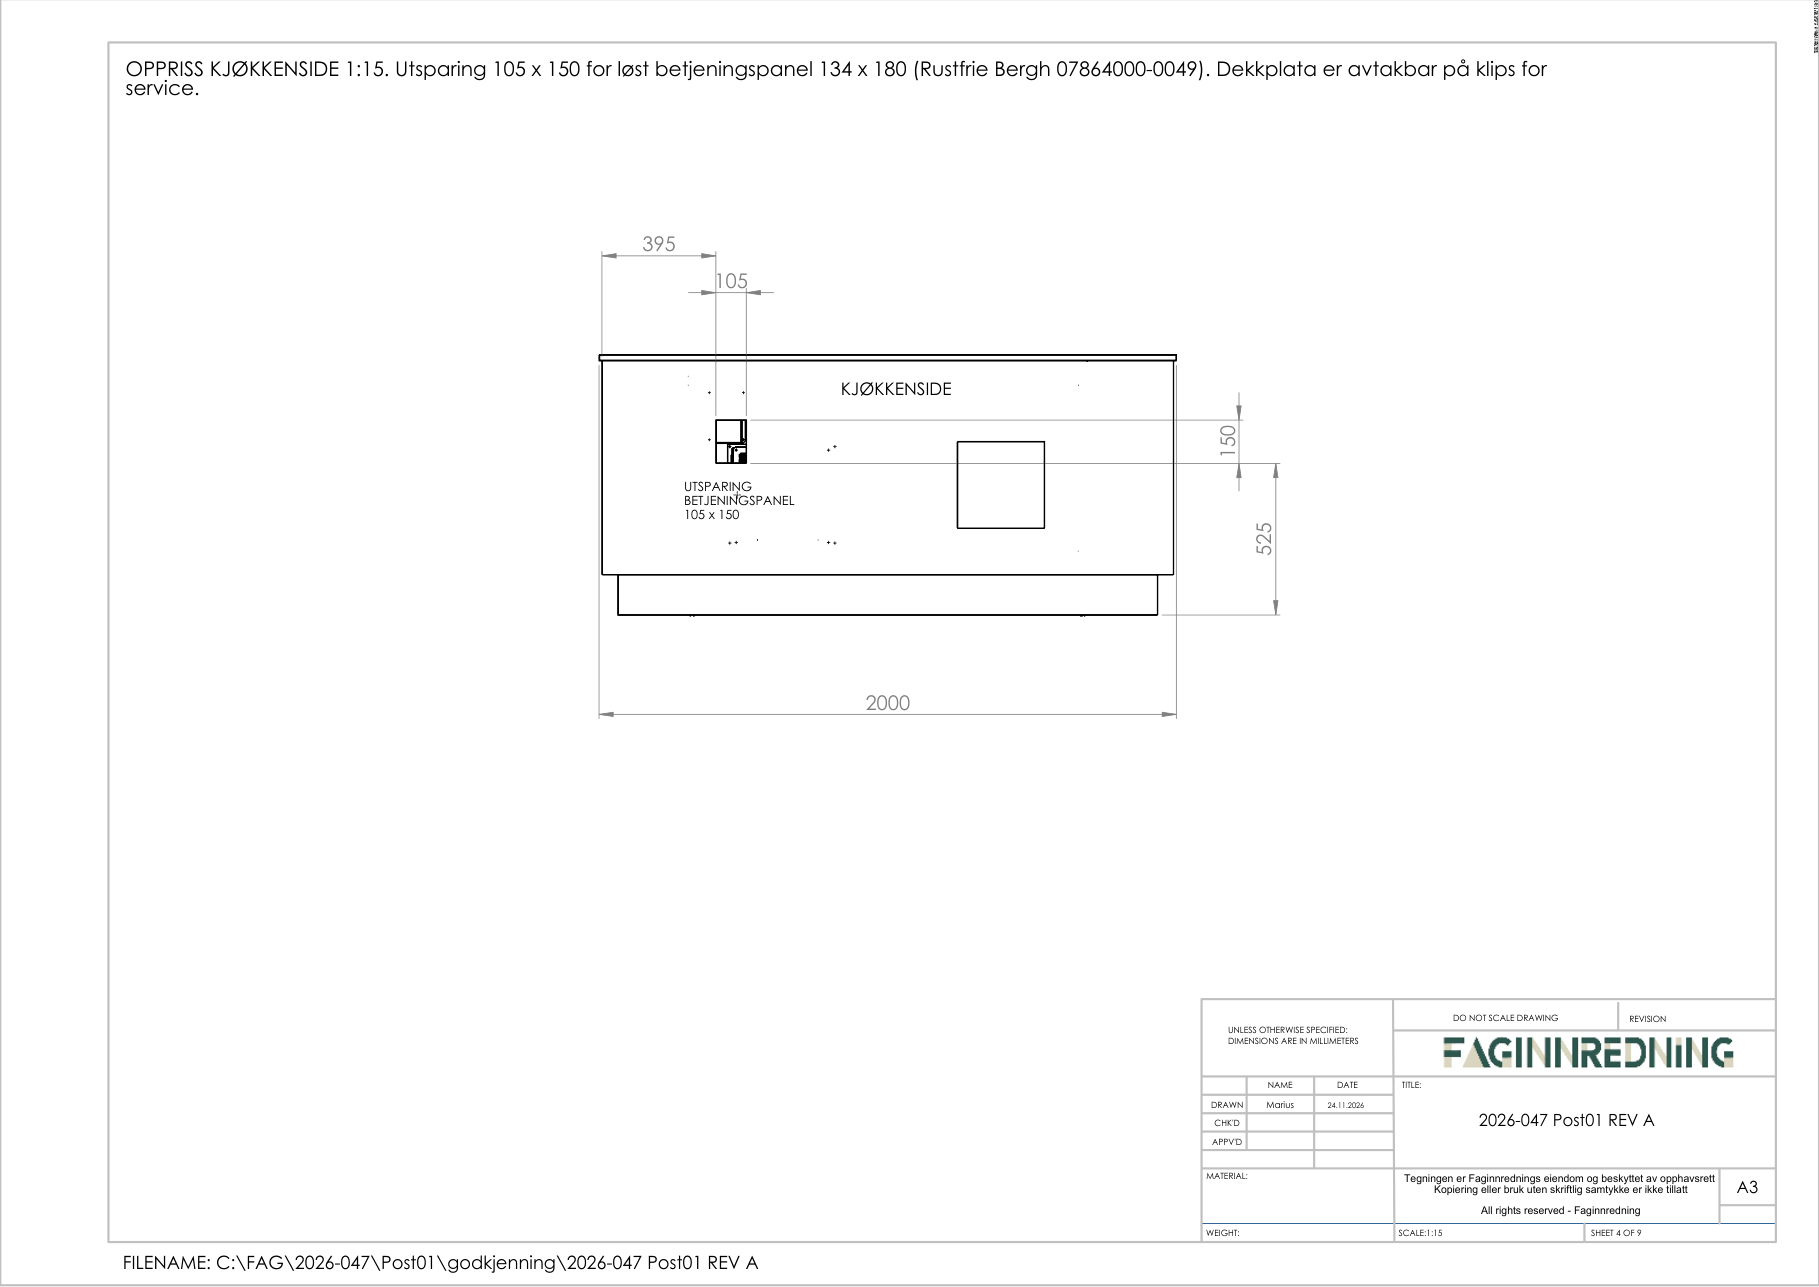 OPPRISS KJØKKENSIDE 1:15. Utsparing 105 x 150 for løst betjeningspanel 134 x 180 (Rustfrie Bergh 07864000-0049). Dekkplata er avtakbar på klips for
service.
395
105
KJØKKENSIDE
150
UTSPARING
BETJENINGSPANEL
105 x 150
525
2000
UNLESS OTHERWISE SPECIFIED:
DIMENSIONS ARE IN MILLIMETERS
DO NOT SCALE DRAWING
REVISION
FAGINNREDNING
NAME
DATE
DRAWN
Marius
24.11.2026
CHK'D
APPV'D
TITLE:
2026-047 Post01 REV A
MATERIAL:
Tegningen er Faginnrednings eiendom og beskyttet av opphavsrett
Kopiering eller bruk uten skriftlig samtykke er ikke tillatt
All rights reserved - Faginnredning
A3
WEIGHT:
SCALE:1:15
SHEET 4 OF 9
FILENAME: C:\FAG\2026-047\Post01\godkjenning\2026-047 Post01 REV A